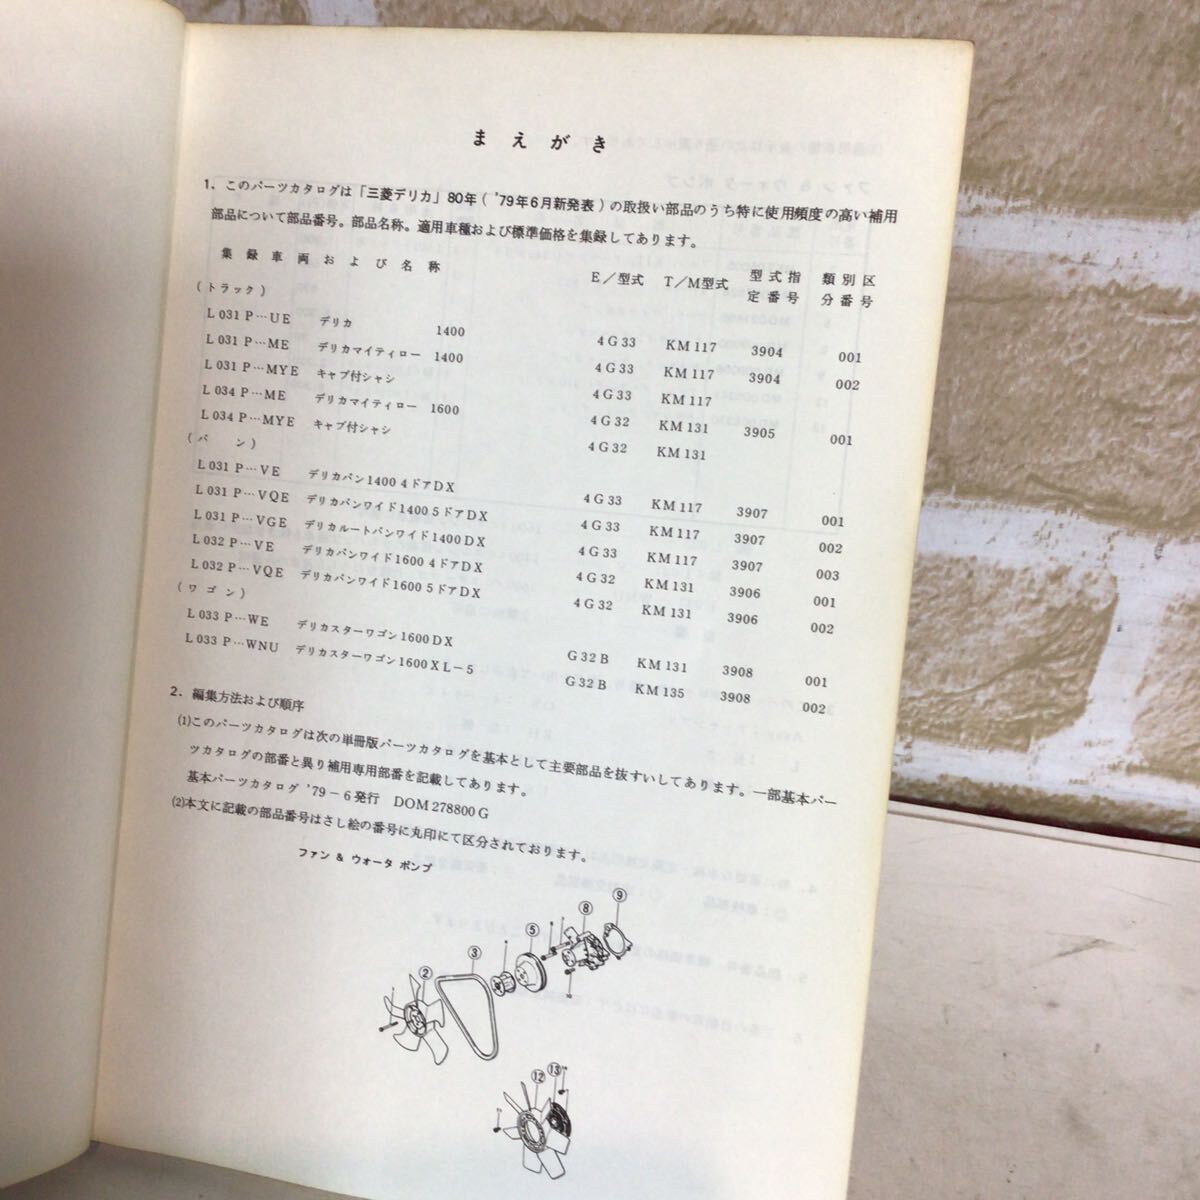 まえがき
1. このパーツカタログは「三菱デリカ」80年( '79年6月新発表)の取扱い部品のうち特に使用頻度の高い補用
部品について部品番号。部品名称。適用車種および標準価格を集録してあります。
集録車両および名称 E/型式 T/M型式 型式指定番号 類別区分番号
(トラック)
L031P…UE デリカ 1400 4G33 KM117 3904 001
L031P…ME デリカマイティロー 1400 4G33 KM117 3904 002
L031P…MYE キャブ付シャシ 4G33 KM117
L034P…ME デリカマイティロー 1600 4G32 KM131 3905 001
L034P…MYE キャブ付シャシ 4G32 KM131
(バン)
L031P…VE デリカバン1400 4ドアDX 4G33 KM117 3907 001
L031P…VQE デリカバンワイド1400 5ドアDX 4G33 KM117 3907 002
L031P…VGE デリカルートバンワイド1400DX 4G33 KM117 3907 003
L032P…VE デリカバンワイド1600 4ドアDX 4G32 KM131 3906 001
L032P…VQE デリカバンワイド1600 5ドアDX 4G32 KM131 3906 002
(ワゴン)
L033P…WE デリカスターワゴン1600DX G32B KM131 3908 001
L033P…WNU デリカスターワゴン1600XL-5 G32B KM135 3908 002
2. 編集方法および順序
(1)このパーツカタログは次の単冊版パーツカタログを基本として主要部品を抜すいしてあります。一部基本パー
ツカタログの部番と異り補用専用部番を記載してあります。
基本パーツカタログ '79-6発行 DOM278800G
(2)本文に記載の部品番号はさし絵の番号に丸印にて区分されております。
ファン & ウォータ ポンプ
② ③ ⑤ ⑧ ⑨
⑫ ⑬